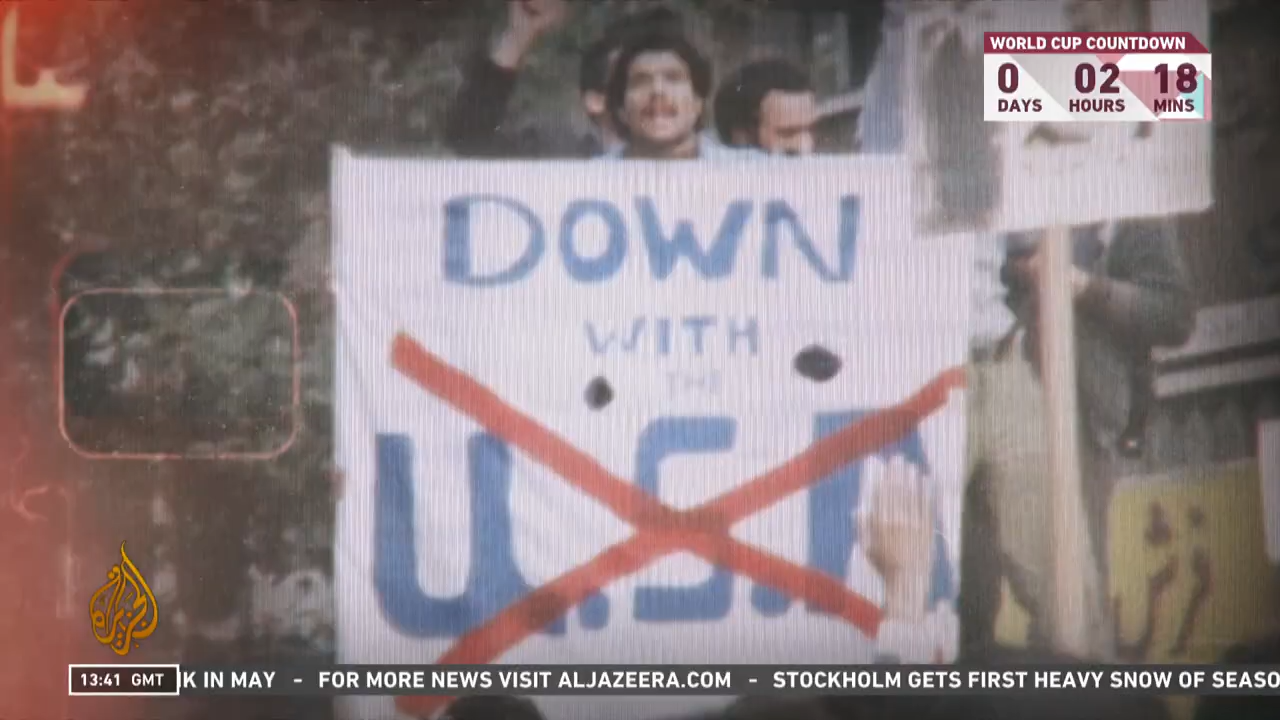 WORLD CUP COUNTDOWN
0 02 18
DAYS HOURS MINS
DOWN
WITH
THE
U.S.A
الجزيرة
13:41 GMT
K IN MAY - FOR MORE NEWS VISIT ALJAZEERA.COM - STOCKHOLM GETS FIRST HEAVY SNOW OF SEASO